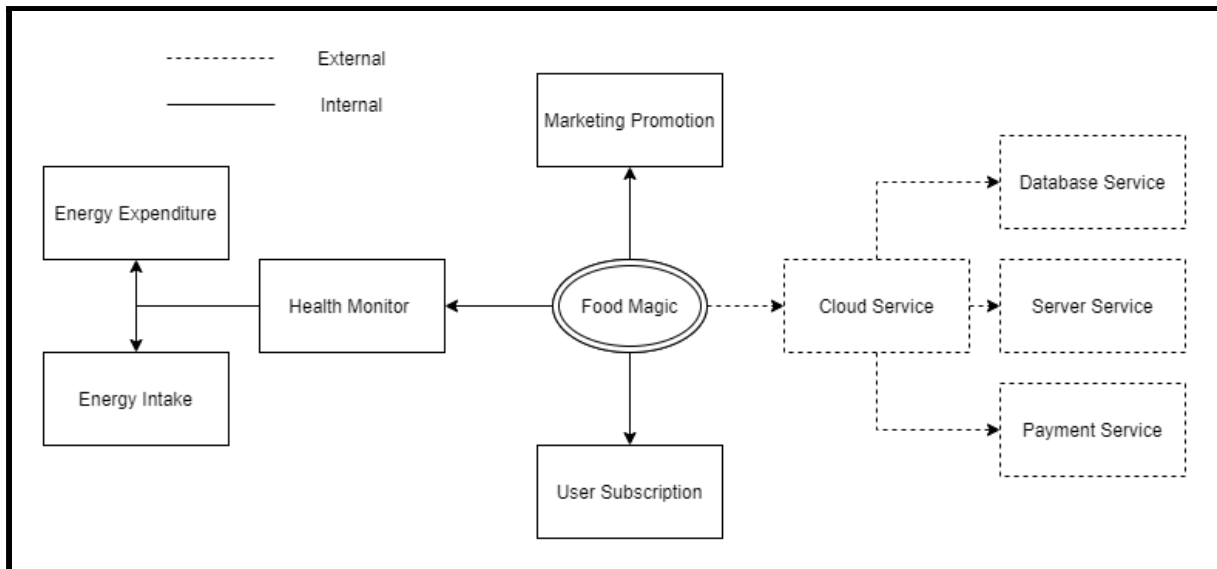 External
Internal
Marketing Promotion
Database Service
Energy Expenditure
Health Monitor
Food Magic
Cloud Service
Server Service
Energy Intake
Payment Service
User Subscription